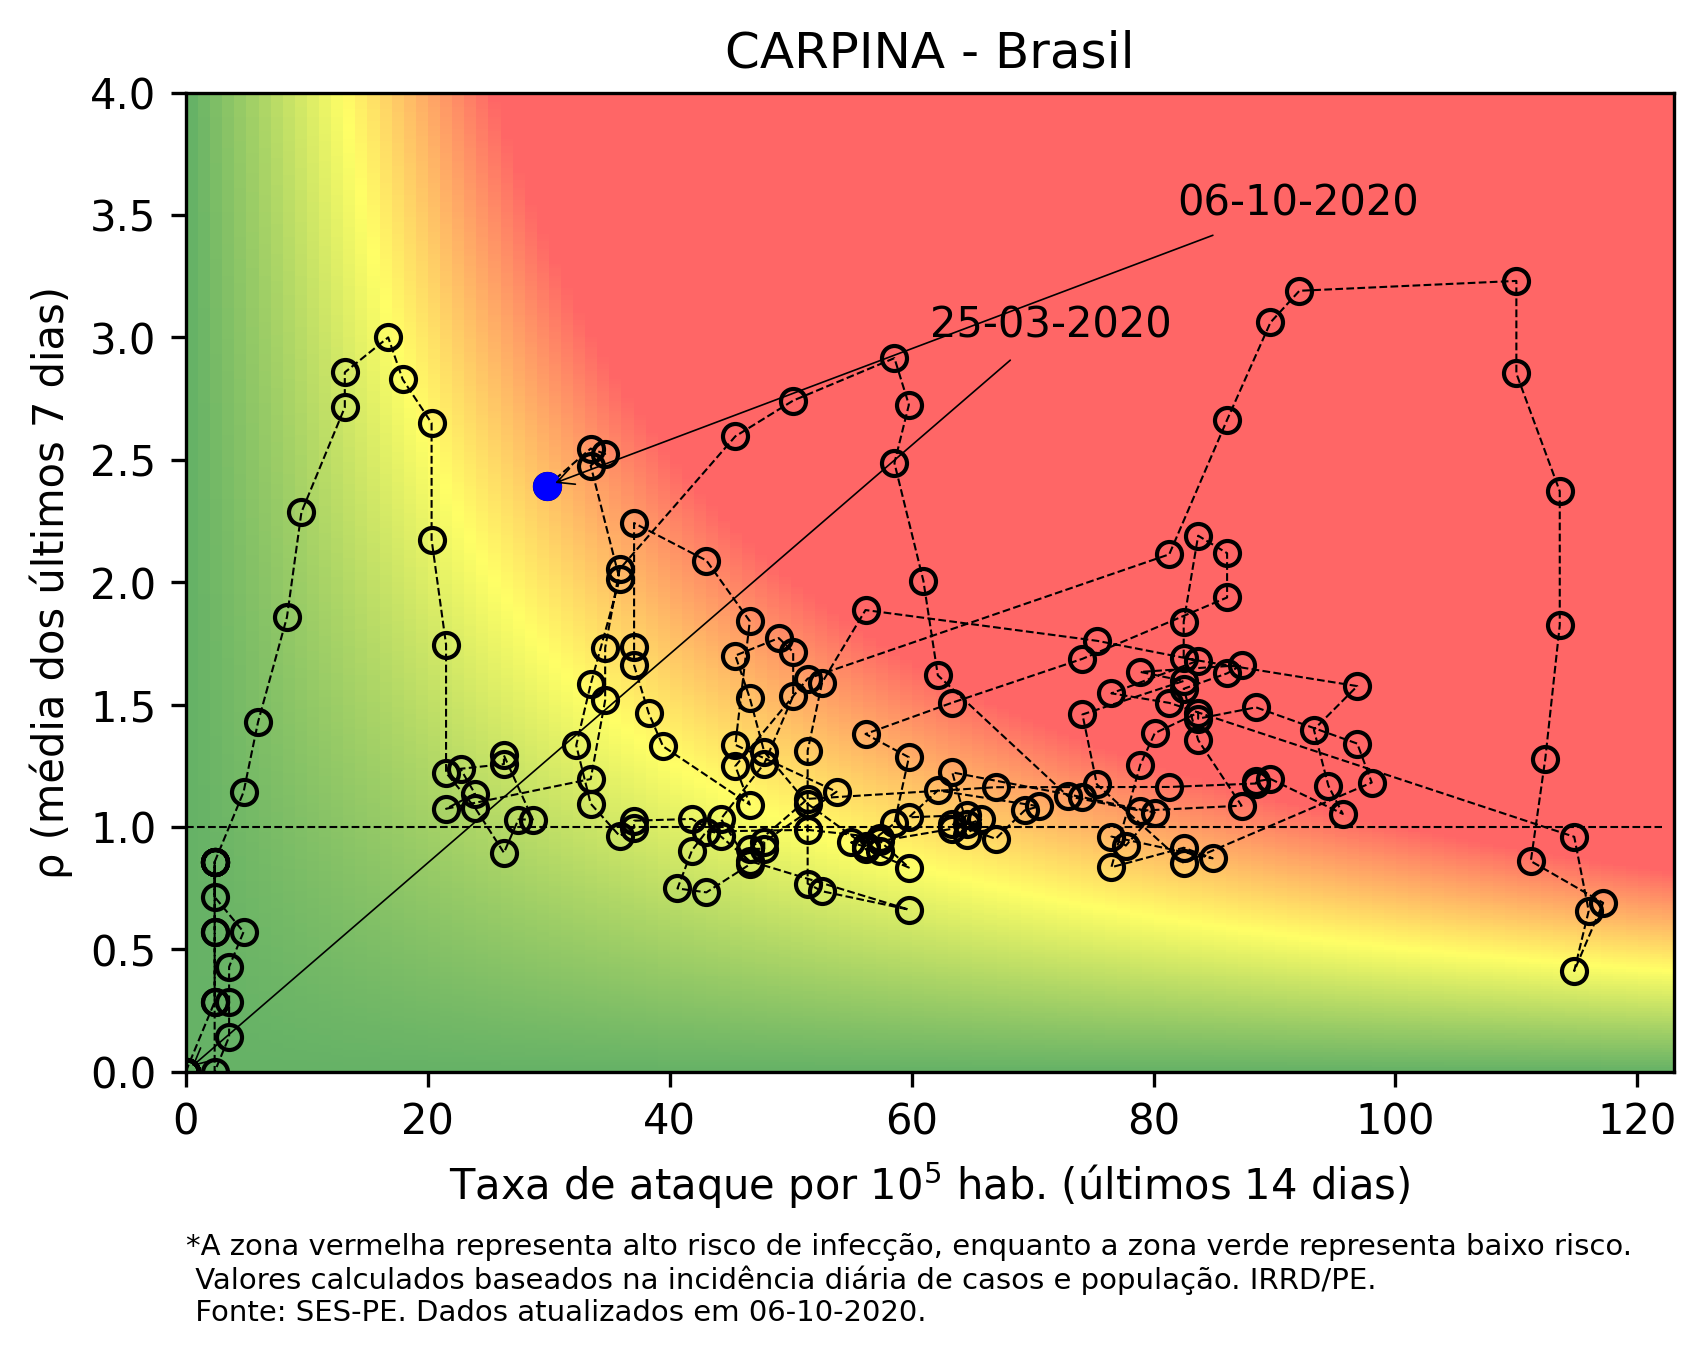 CARPINA - Brasil
4.0
3.5
3.0
2.5
2.0
1.5
1.0
0.5
0.0
ρ (média dos últimos 7 dias)
06-10-2020
25-03-2020
0 20 40 60 80 100 120
Taxa de ataque por 10⁵ hab. (últimos 14 dias)
*A zona vermelha representa alto risco de infecção, enquanto a zona verde representa baixo risco.
Valores calculados baseados na incidência diária de casos e população. IRRD/PE.
Fonte: SES-PE. Dados atualizados em 06-10-2020.